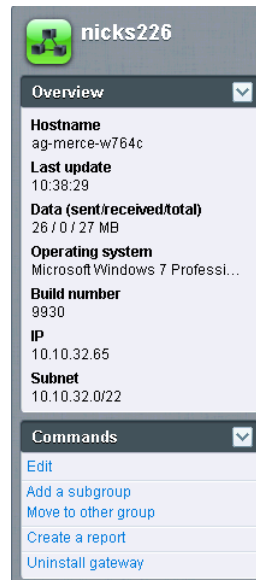 nicks226
Overview
Hostname
ag-merce-w764c
Last update
10:38:29
Data (sent/received/total)
26 / 0 / 27 MB
Operating system
Microsoft Windows 7 Professi...
Build number
9930
IP
10.10.32.65
Subnet
10.10.32.0/22
Commands
Edit
Add a subgroup
Move to other group
Create a report
Uninstall gateway